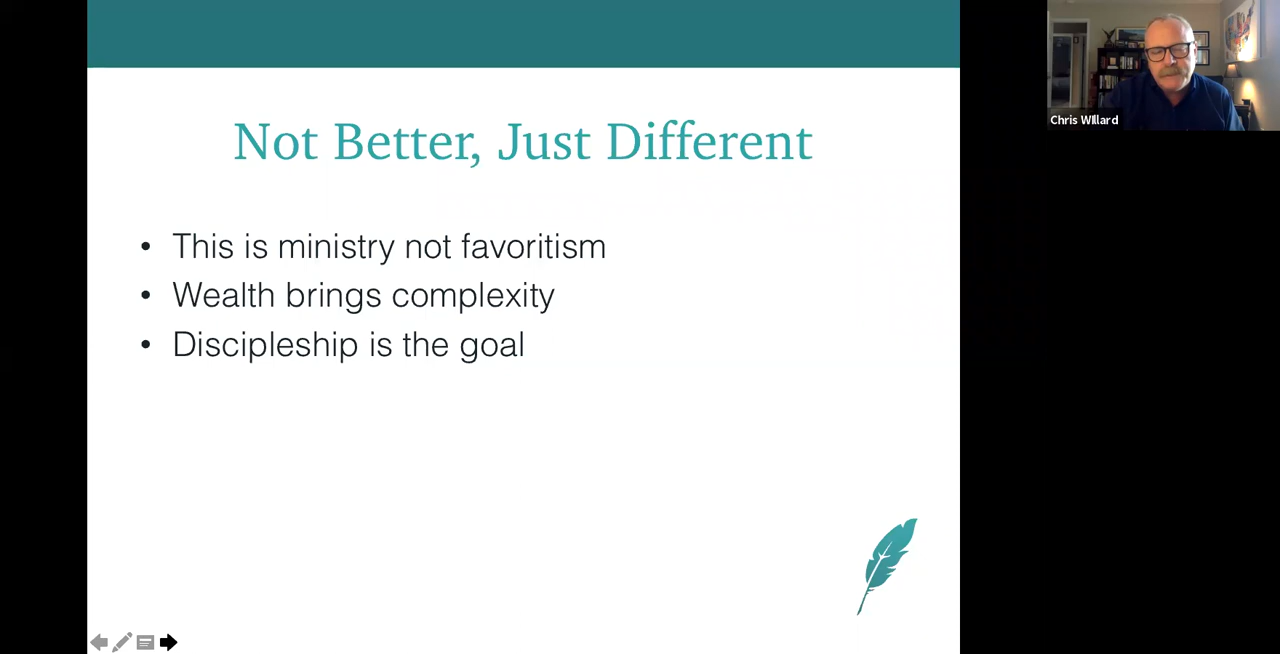 Not Better, Just Different
• This is ministry not favoritism
• Wealth brings complexity
• Discipleship is the goal
Chris Willard